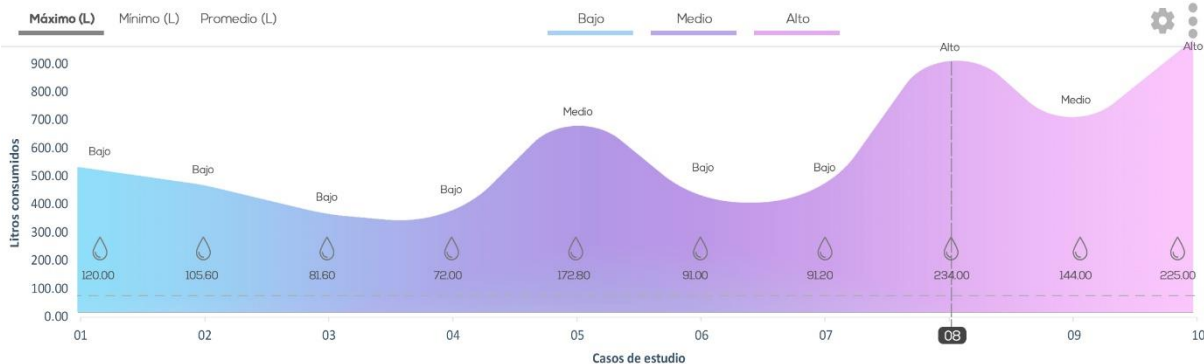 Máximo (L) Mínimo (L) Promedio (L) Bajo Medio Alto
Alto Alto
900.00
800.00
Medio Medio
700.00
600.00
Bajo
500.00
Bajo Bajo Bajo
Bajo Bajo
400.00
300.00
200.00
120.00 105.60 81.60 72.00 172.80 91.00 91.20 234.00 144.00 225.00
100.00
0.00
Litros consumidos
01 02 03 04 05 06 07 08 09 10
Casos de estudio